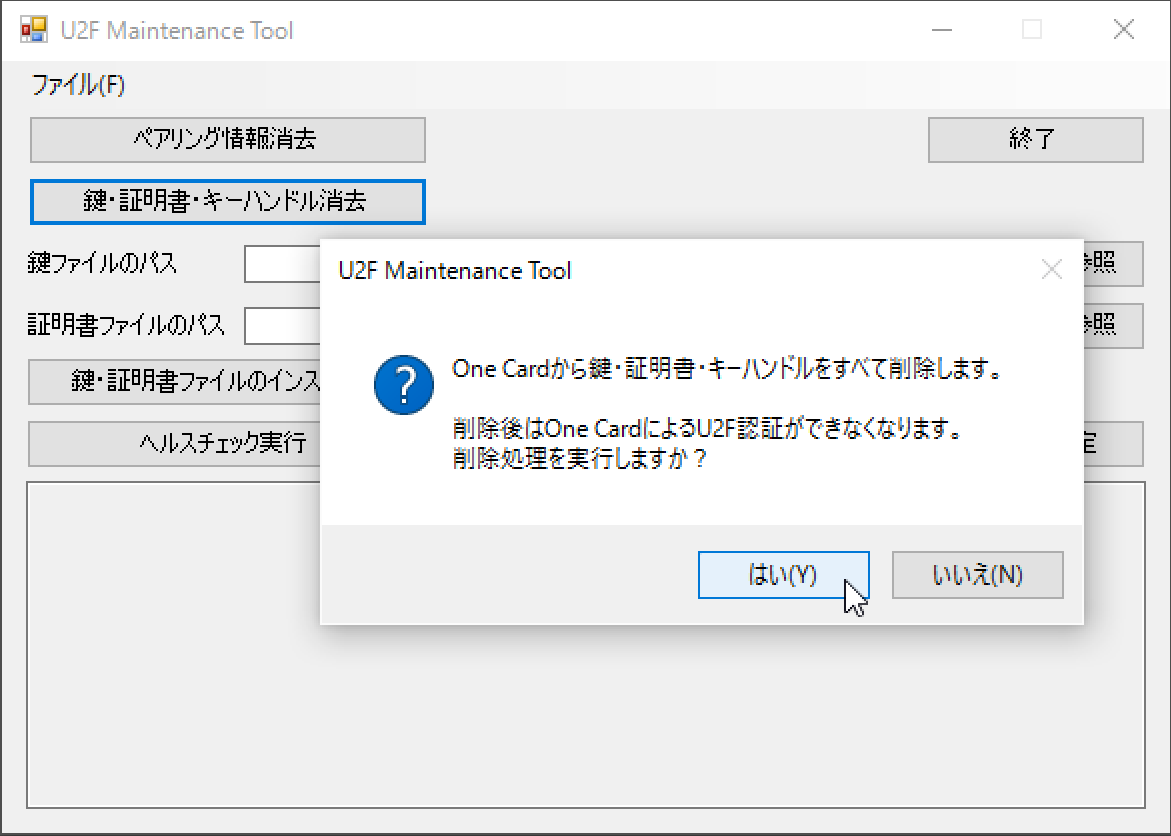 U2F Maintenance Tool
ファイル(F)
ペアリング情報消去
終了
鍵・証明書・キーハンドル消去
鍵ファイルのパス
照
証明書ファイルのパス
照
鍵・証明書ファイルのインス
ヘルスチェック実行
定
U2F Maintenance Tool
One Cardから鍵・証明書・キーハンドルをすべて削除します。
削除後はOne CardによるU2F認証ができなくなります。
削除処理を実行しますか？
はい(Y)
いいえ(N)